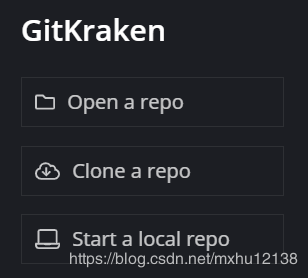 GitKraken
Open a repo
Clone a repo
Start a local repo
https://blog.csdn.net/mxhu12138